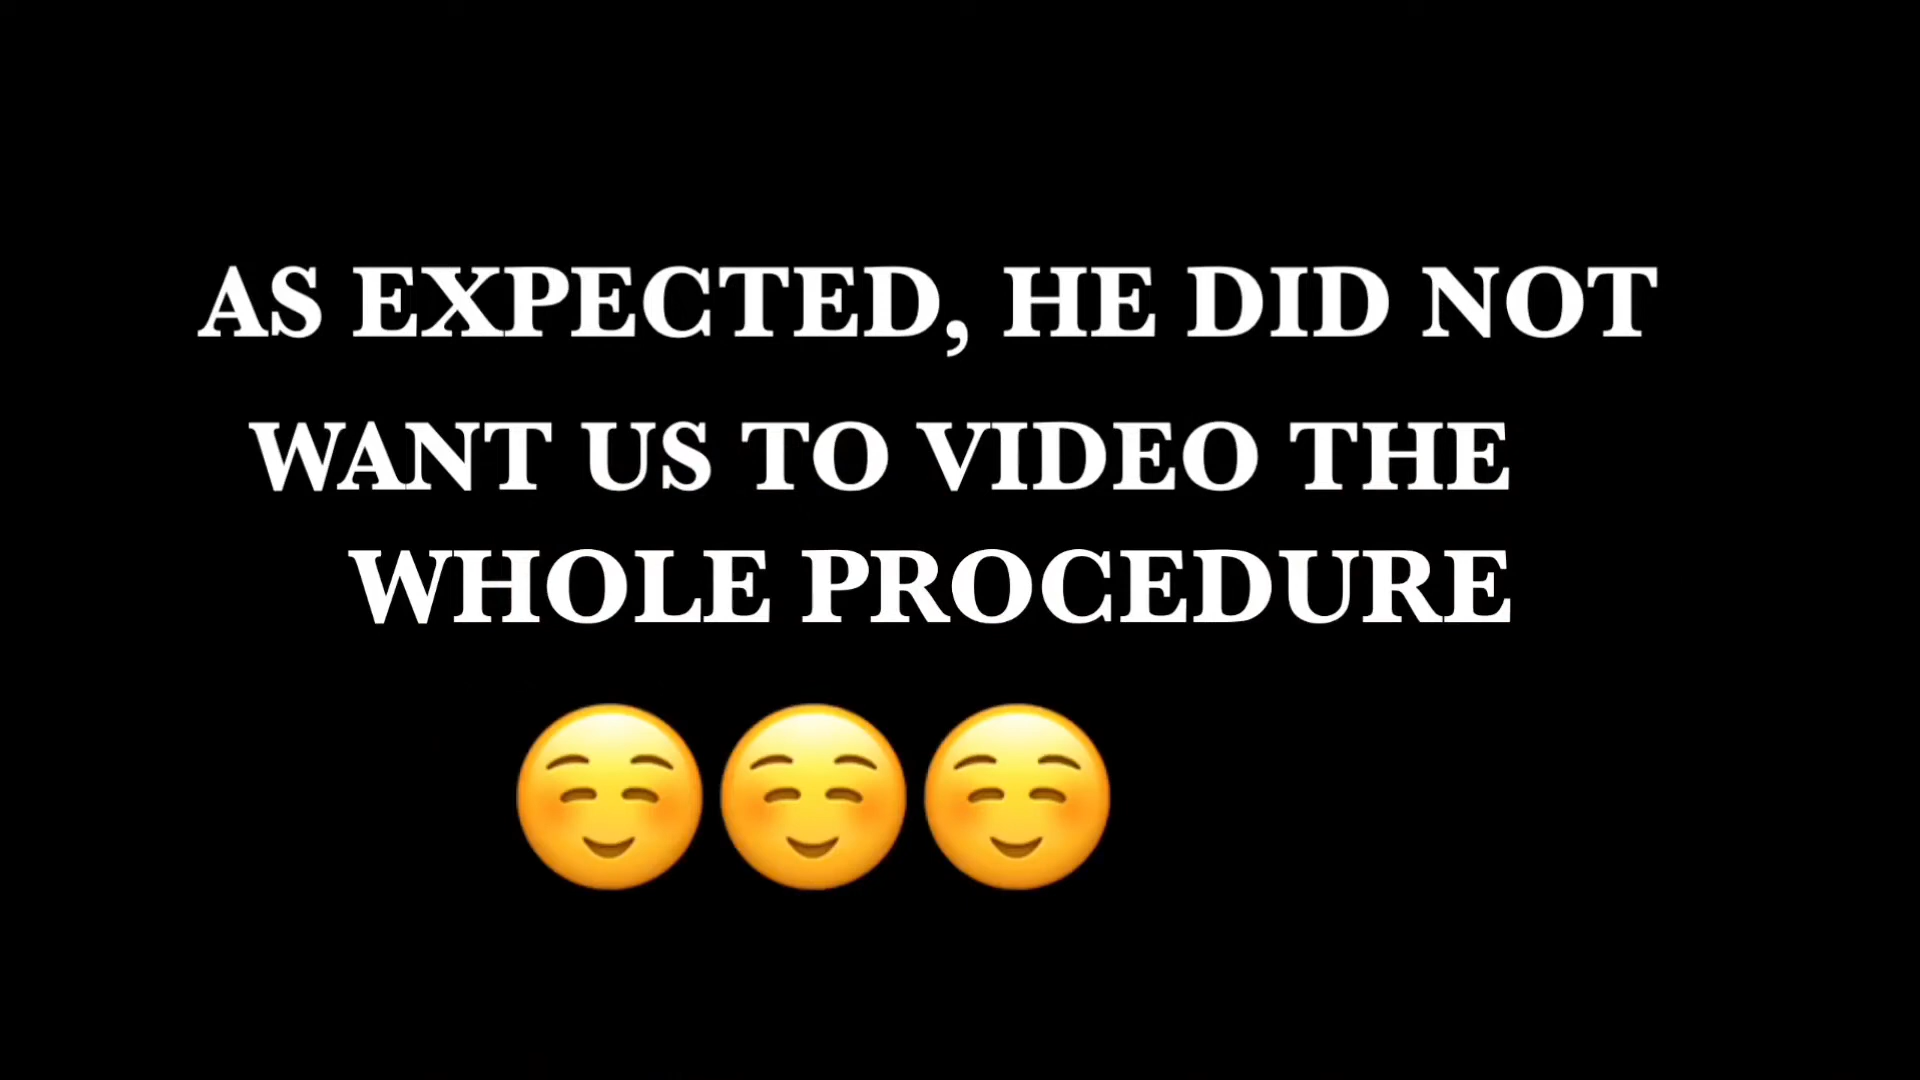 AS EXPECTED, HE DID NOT
WANT US TO VIDEO THE
WHOLE PROCEDURE
☺️☺️☺️